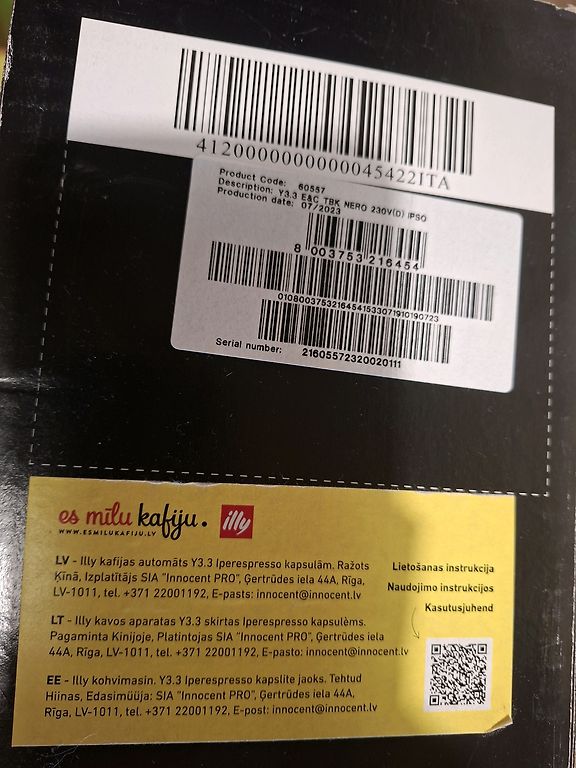 41200000000000045422ITA
Product Code: 60557
Description: Y3.3 E&C TBK NERO 230V(D) IPSO
Production date: 07/2023
8 003753 216454
01080037532164541533071910190723
Serial number: 21605572320020111
es mīlu kafiju.
illy
WWW.ESMILUKAFIJU.LV
LV - Illy kafijas automāts Y3.3 Iperespresso kapsulām. Ražots
Ķīnā, Izplatītājs SIA "Innocent PRO", Ģertrūdes iela 44A, Rīga,
LV-1011, tel. +371 22001192, E-pasts: innocent@innocent.lv
LT - Illy kavos aparatas Y3.3 skirtas Iperespresso kapsulėms.
Pagaminta Kinijoje, Platintojas SIA "Innocent PRO", Ģertrūdes iela
44A, Rīga, LV-1011, tel. +371 22001192, E-pasto: innocent@innocent.lv
EE - Illy kohvimasin. Y3.3 Iperespresso kapslite jaoks. Tehtud
Hiinas, Edasimüüja: SIA "Innocent PRO", Ģertrūdes iela 44A,
Rīga, LV-1011, tel. +371 22001192, E-post: innocent@innocent.lv
Lietošanas instrukcija
Naudojimo instrukcijos
Kasutusjuhend